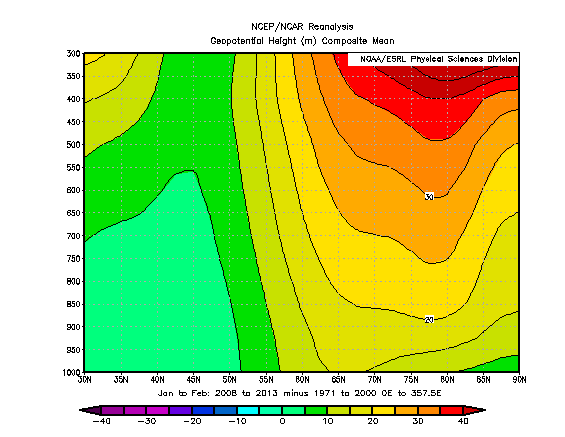 NCEP/NCAR Reanalysis
Geopotential Height (m) Composite Mean
NOAA/ESRL Physical Sciences Division
300
350
400
450
500
550
600
650
700
750
800
850
900
950
1000
30
20
30N 35N 40N 45N 50N 55N 60N 65N 70N 75N 80N 85N 90N
Jan to Feb: 2008 to 2013 minus 1971 to 2000 0E to 357.5E
-40 -30 -20 -10 0 10 20 30 40